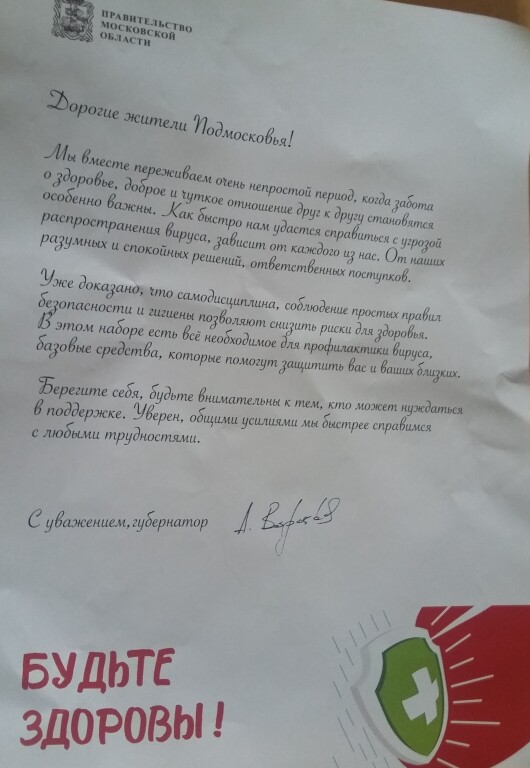 ПРАВИТЕЛЬСТВО
МОСКОВСКОЙ
ОБЛАСТИ
Дорогие жители Подмосковья!
Мы вместе переживаем очень непростой период, когда забота
о здоровье, доброе и чуткое отношение друг к другу становятся
особенно важны. Как быстро нам удастся справиться с угрозой
распространения вируса, зависит от каждого из нас. От наших
разумных и спокойных решений, ответственных поступков.
Уже доказано, что самодисциплина, соблюдение простых правил
безопасности и гигиены позволяют снизить риски для здоровья.
В этом наборе есть всё необходимое для профилактики вируса,
базовые средства, которые помогут защитить вас и ваших близких.
Берегите себя, будьте внимательны к тем, кто может нуждаться
в поддержке. Уверен, общими усилиями мы быстрее справимся
с любыми трудностями.
С уважением, губернатор
БУДЬТЕ
ЗДОРОВЫ!